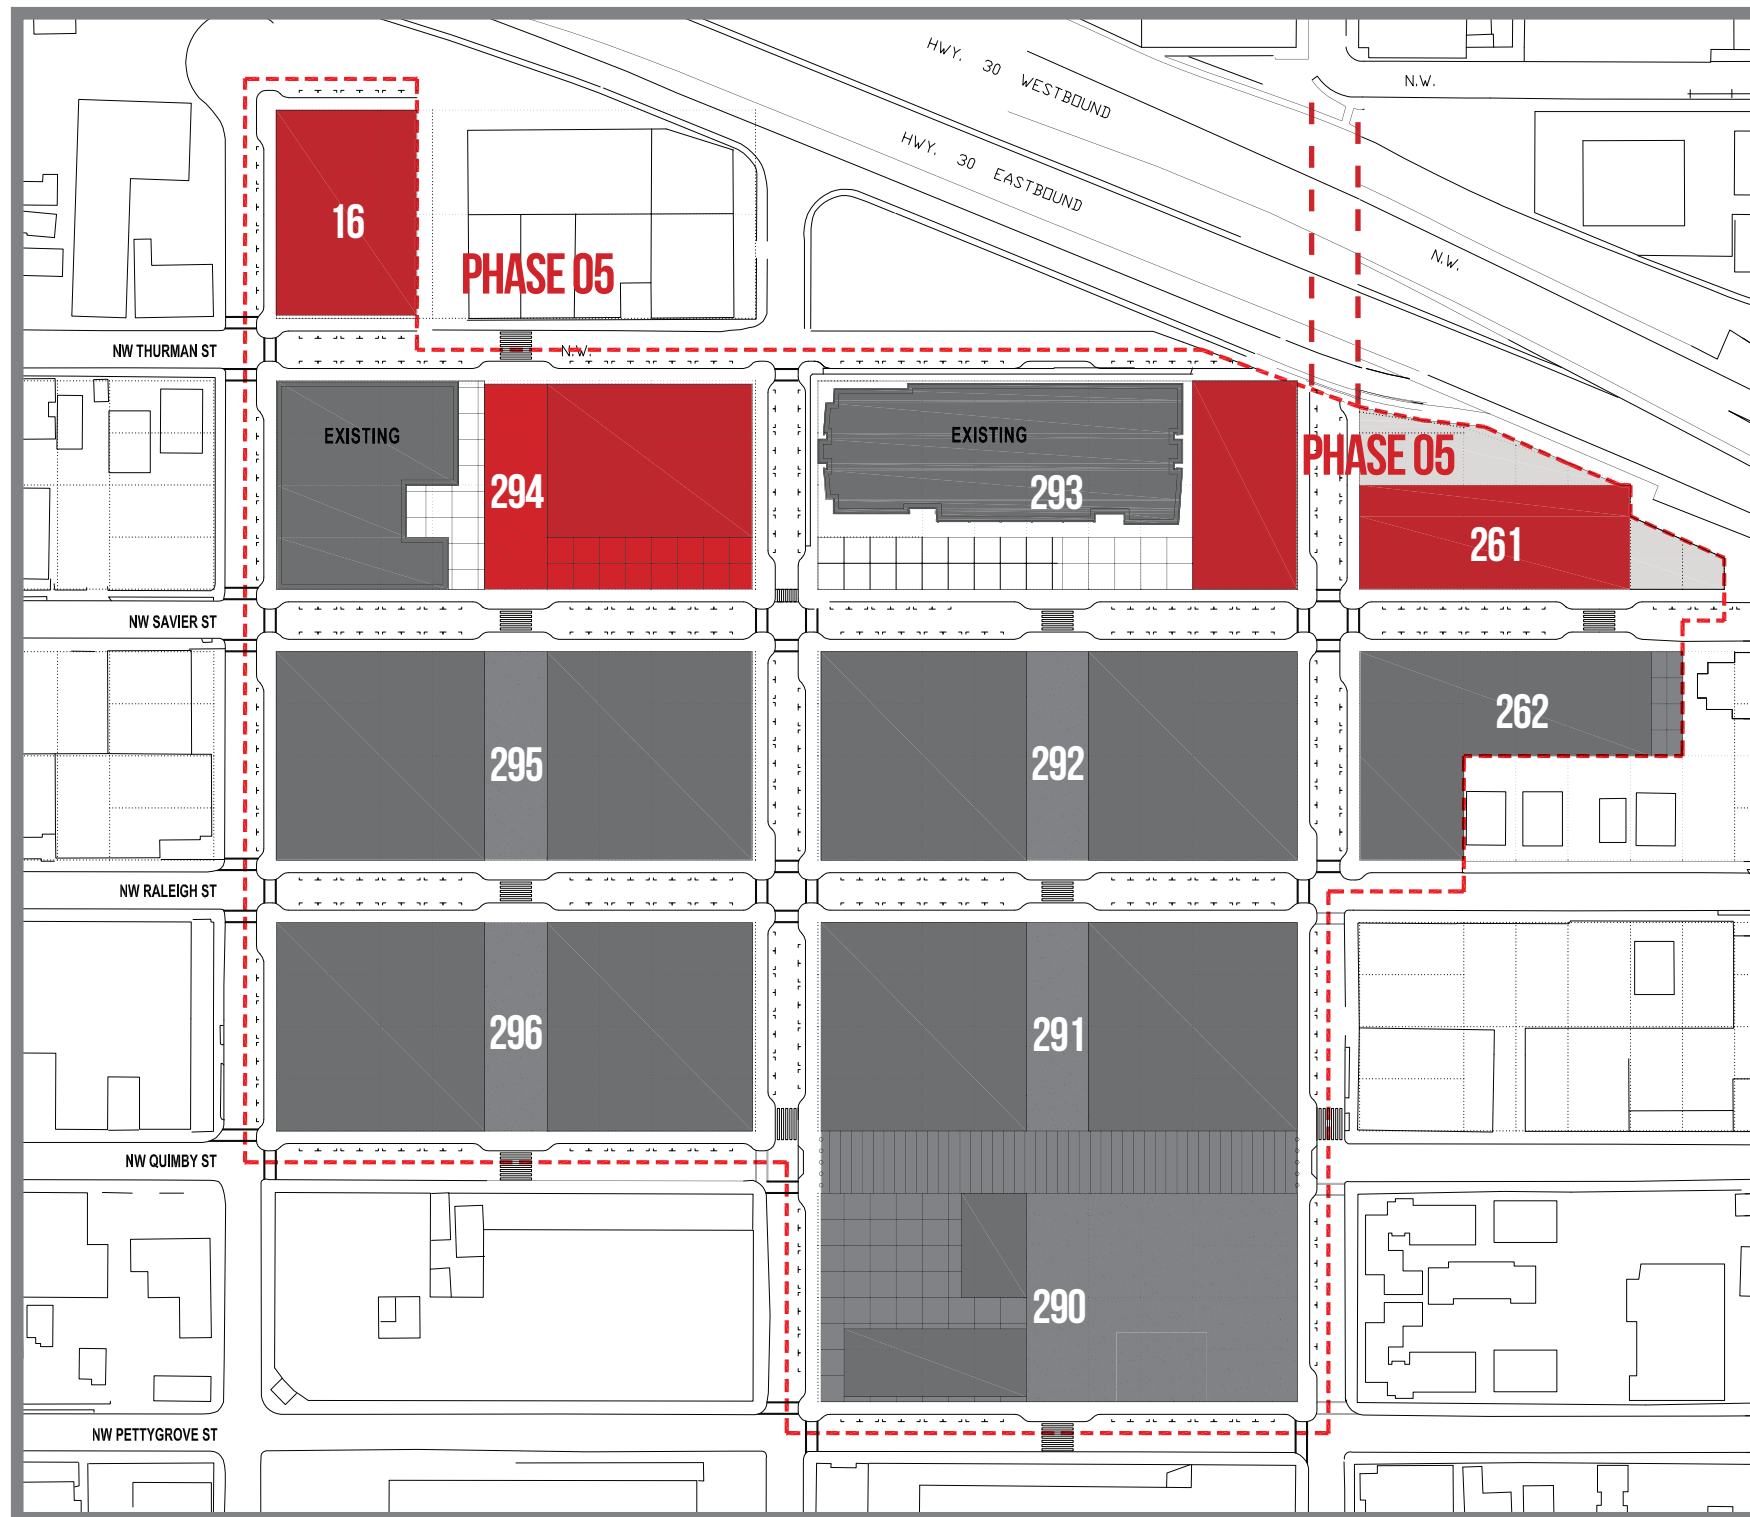 HWY. 30 WESTBOUND
N.W.
HWY. 30 EASTBOUND
16
PHASE 05
N.W.
NW THURMAN ST
N.W.
EXISTING
294
EXISTING
293
PHASE 05
261
NW SAVIER ST
295
292
262
NW RALEIGH ST
296
291
NW QUIMBY ST
290
NW PETTYGROVE ST